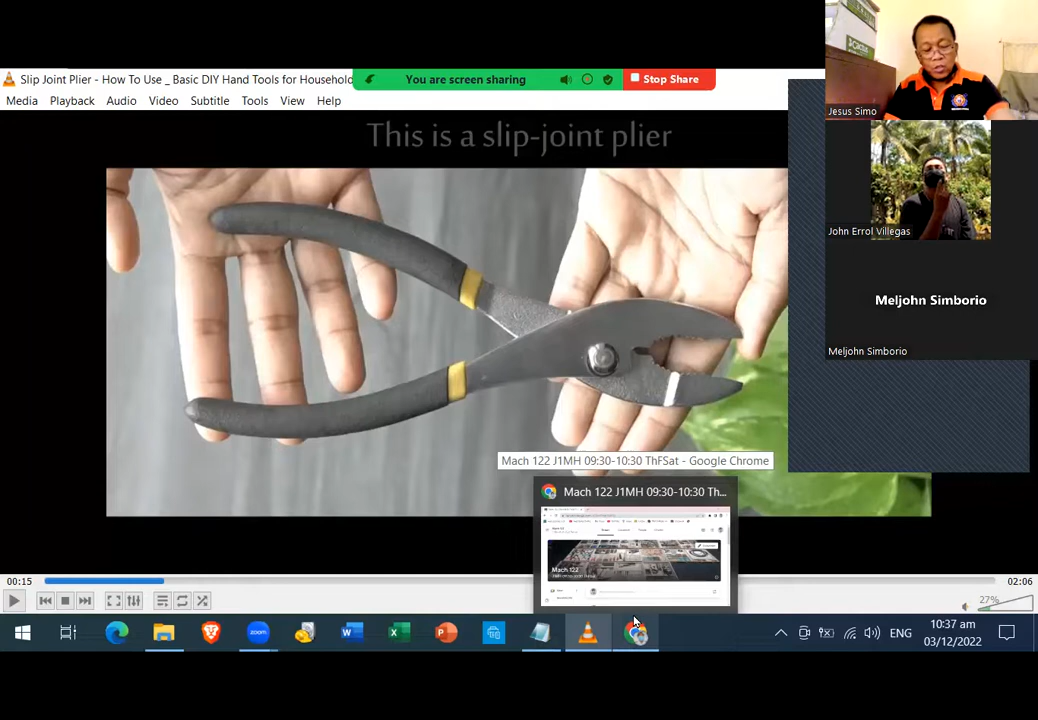 Slip Joint Plier - How To Use _ Basic DIY Hand Tools for Household
You are screen sharing
Stop Share
Jesus Simo
Media Playback Audio Video Subtitle Tools View Help
This is a slip-joint plier
John Errol Villegas
Meljohn Simborio
Meljohn Simborio
Mach 122 J1MH 09:30-10:30 ThFSat - Google Chrome
Mach 122 J1MH 09:30-10:30 Th...
Mach 122
00:15
02:06
27%
zoom
ENG
10:37 am
03/12/2022